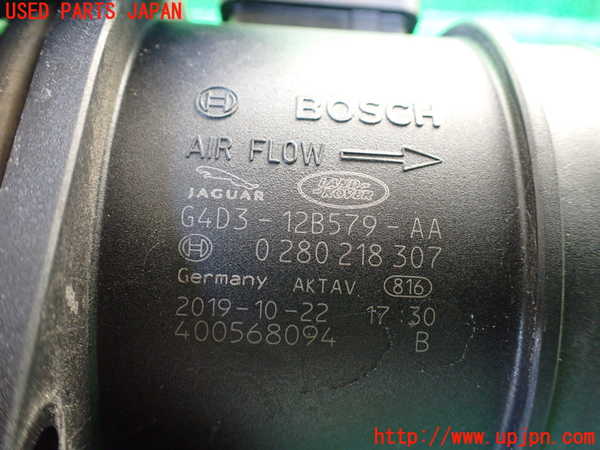 USED PARTS JAPAN
BOSCH
AIR FLOW
JAGUAR
LAND ROVER
G4D3-12B579-AA
0 280 218 307
Germany AKTAV 816
2019-10-22 17 30
400568094 B
http://www.upjpn.com/